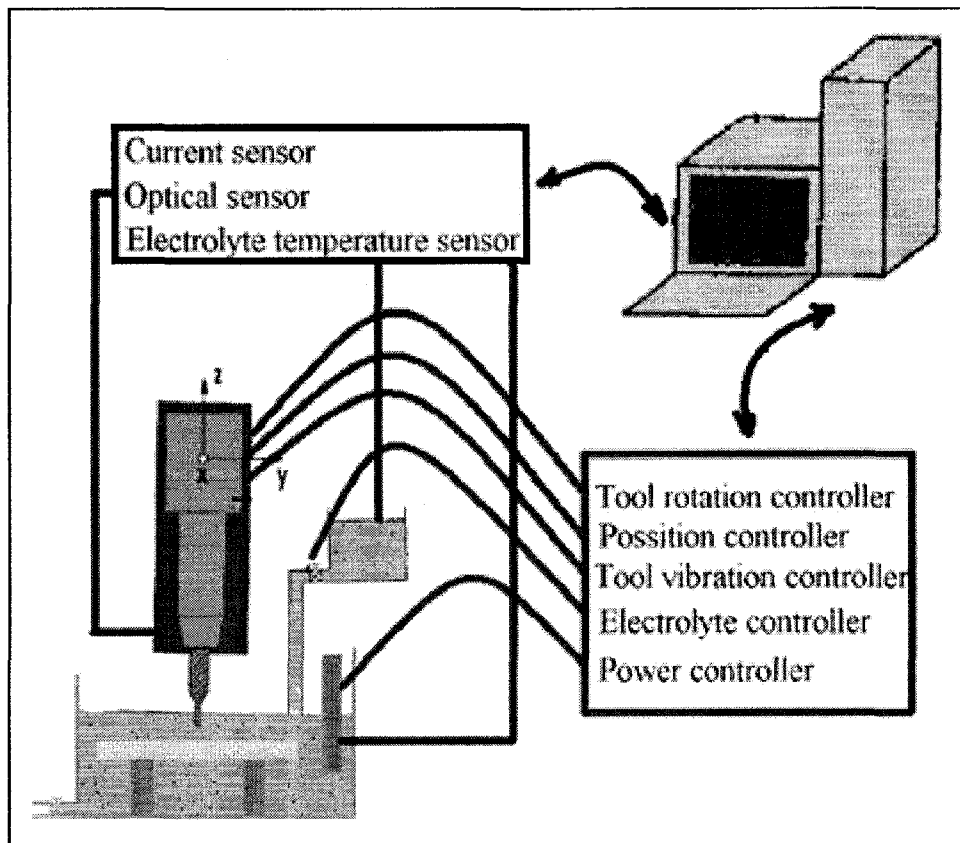 Current sensor
Optical sensor
Electrolyte temperature sensor
z
x
y
Tool rotation controller
Possition controller
Tool vibration controller
Electrolyte controller
Power controller